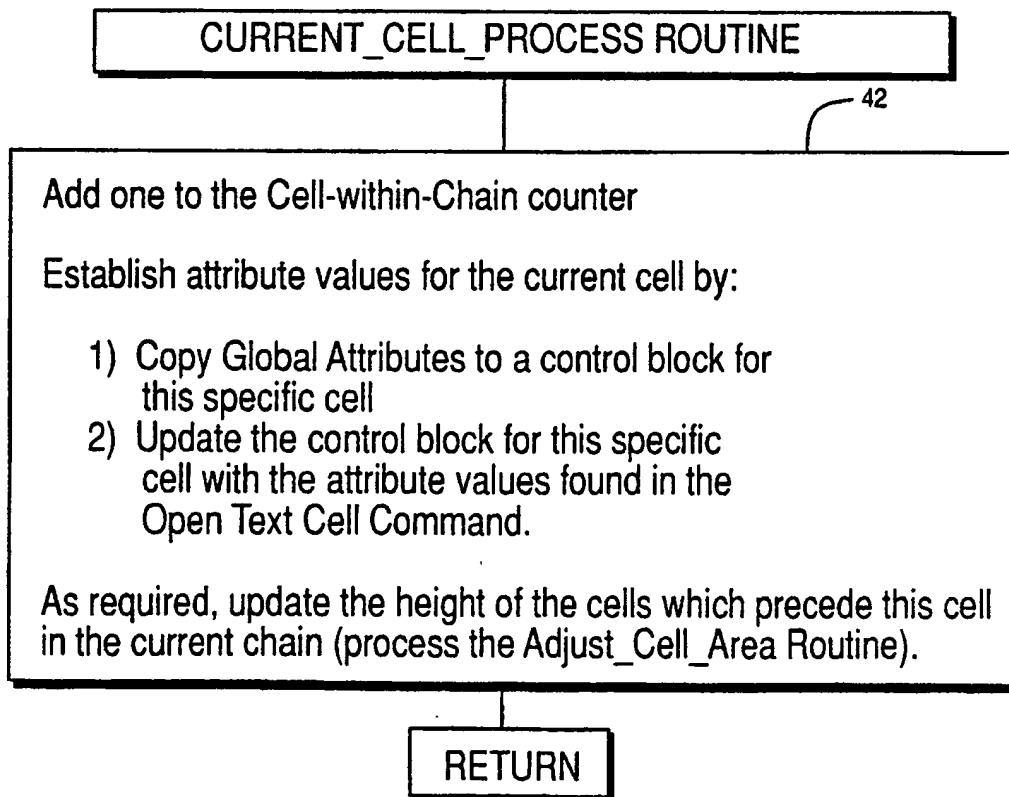 CURRENT_CELL_PROCESS ROUTINE
42
Add one to the Cell-within-Chain counter
Establish attribute values for the current cell by:
1) Copy Global Attributes to a control block for
this specific cell
2) Update the control block for this specific
cell with the attribute values found in the
Open Text Cell Command.
As required, update the height of the cells which precede this cell
in the current chain (process the Adjust_Cell_Area Routine).
RETURN